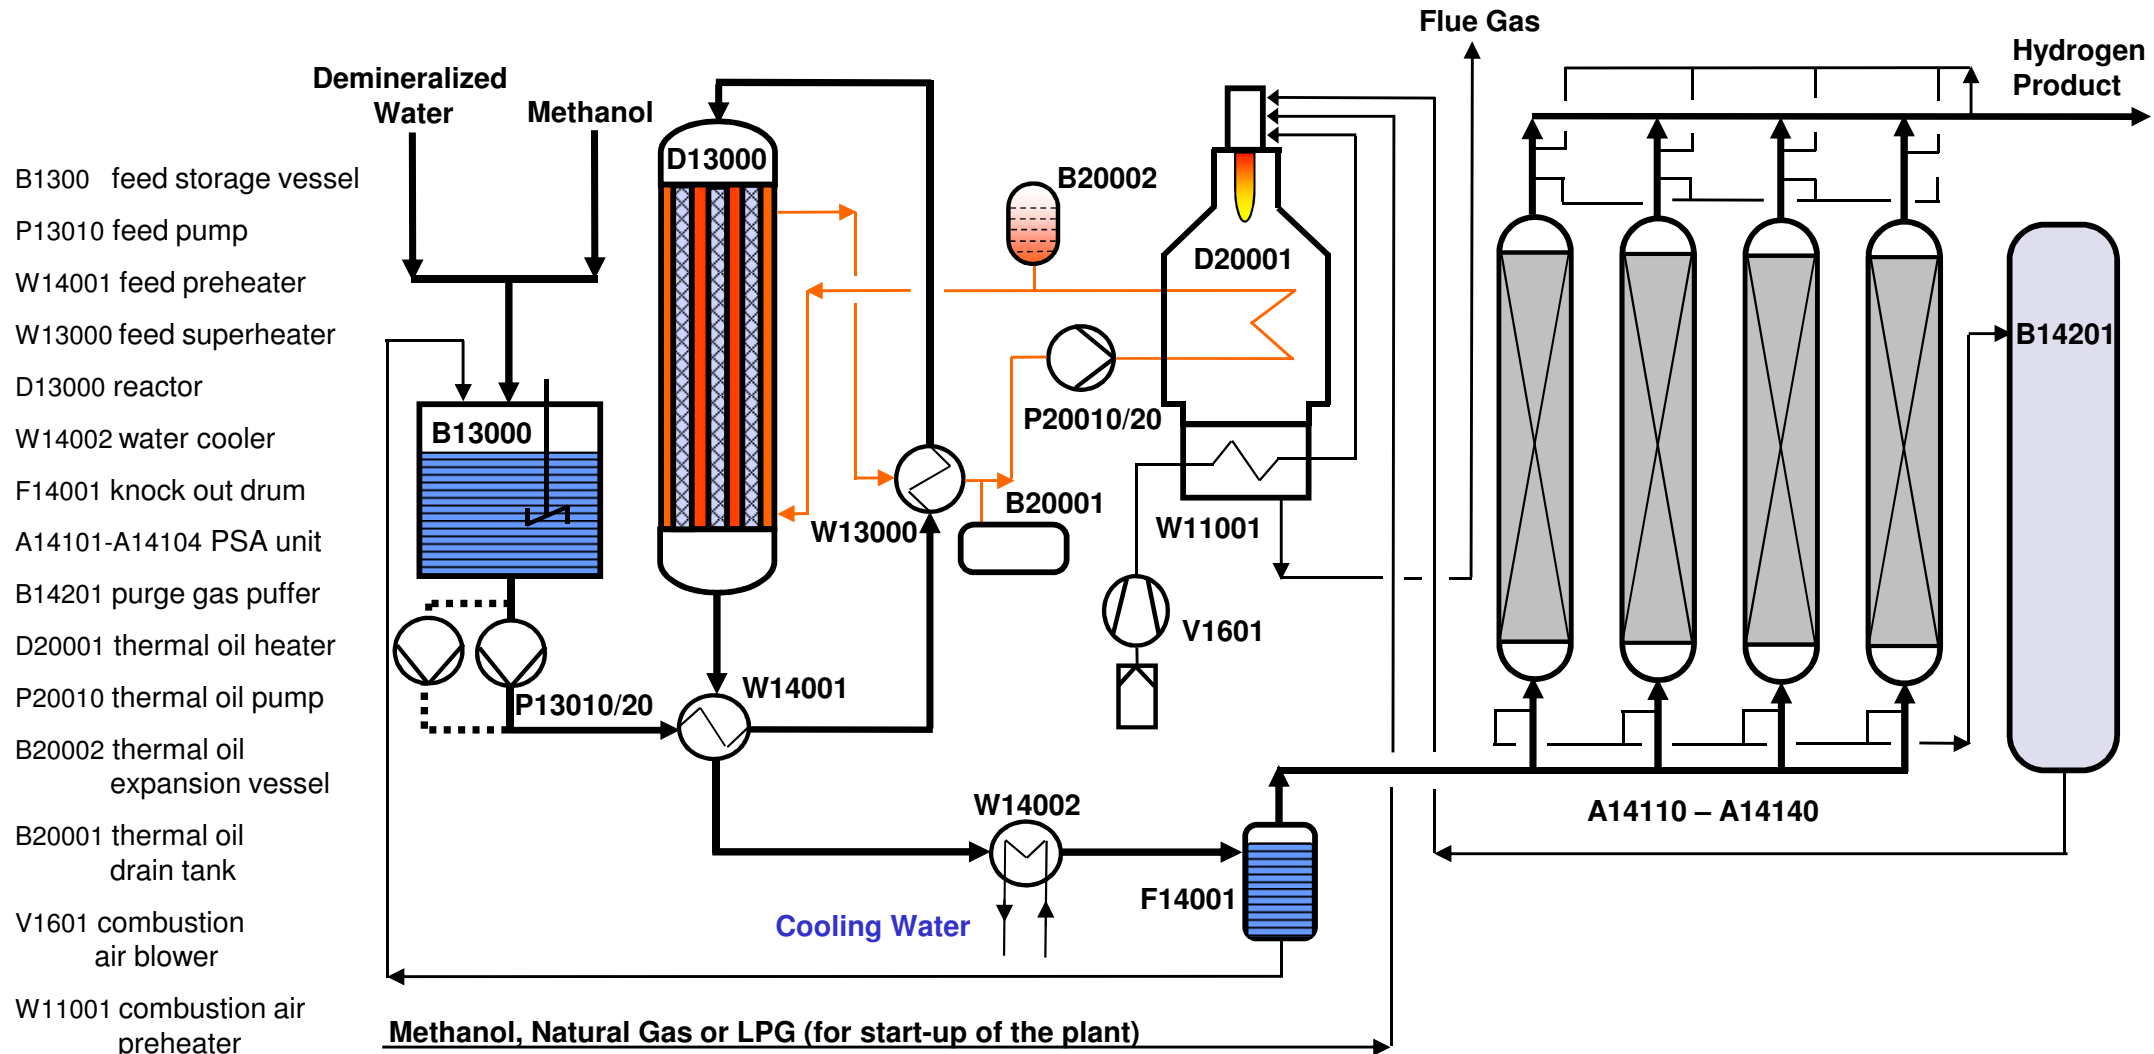 Flue Gas
Hydrogen
Product
Demineralized
Water
Methanol
B1300 feed storage vessel
P13010 feed pump
W14001 feed preheater
W13000 feed superheater
D13000 reactor
W14002 water cooler
F14001 knock out drum
A14101-A14104 PSA unit
B14201 purge gas puffer
D20001 thermal oil heater
P20010 thermal oil pump
B20002 thermal oil
expansion vessel
B20001 thermal oil
drain tank
V1601 combustion
air blower
W11001 combustion air
preheater
D13000
B20002
D20001
B14201
P20010/20
B13000
B20001
W13000
W11001
V1601
W14001
P13010/20
W14002
A14110 – A14140
F14001
Cooling Water
Methanol, Natural Gas or LPG (for start-up of the plant)